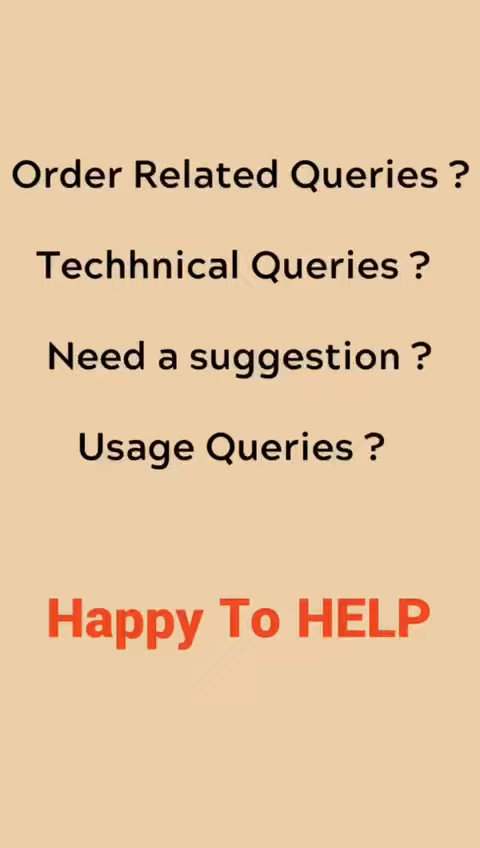 Order Related Queries ?
Techhnical Queries ?
Need a suggestion ?
Usage Queries ?
Happy To HELP